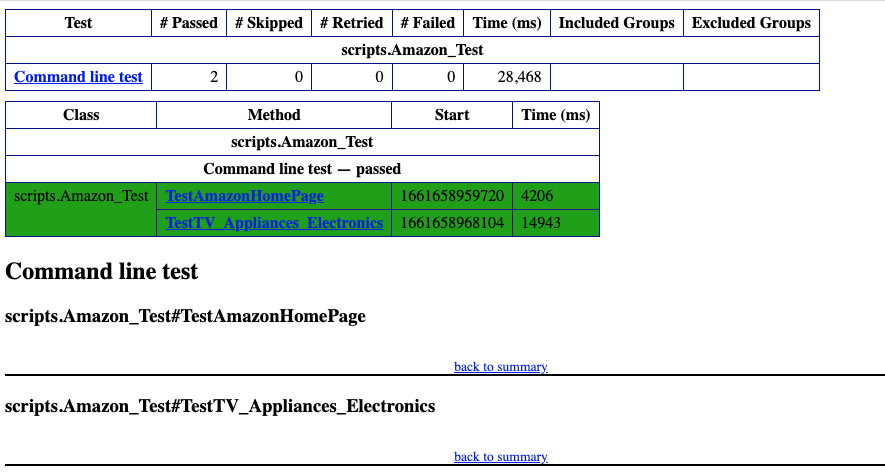 Test # Passed # Skipped # Retried # Failed Time (ms) Included Groups Excluded Groups
scripts.Amazon_Test
Command line test 2 0 0 0 28,468
Class Method Start Time (ms)
scripts.Amazon_Test
Command line test — passed
scripts.Amazon_Test TestAmazonHomePage 1661658959720 4206
TestTV_Appliances_Electronics 1661658968104 14943
Command line test
scripts.Amazon_Test#TestAmazonHomePage
back to summary
scripts.Amazon_Test#TestTV_Appliances_Electronics
back to summary